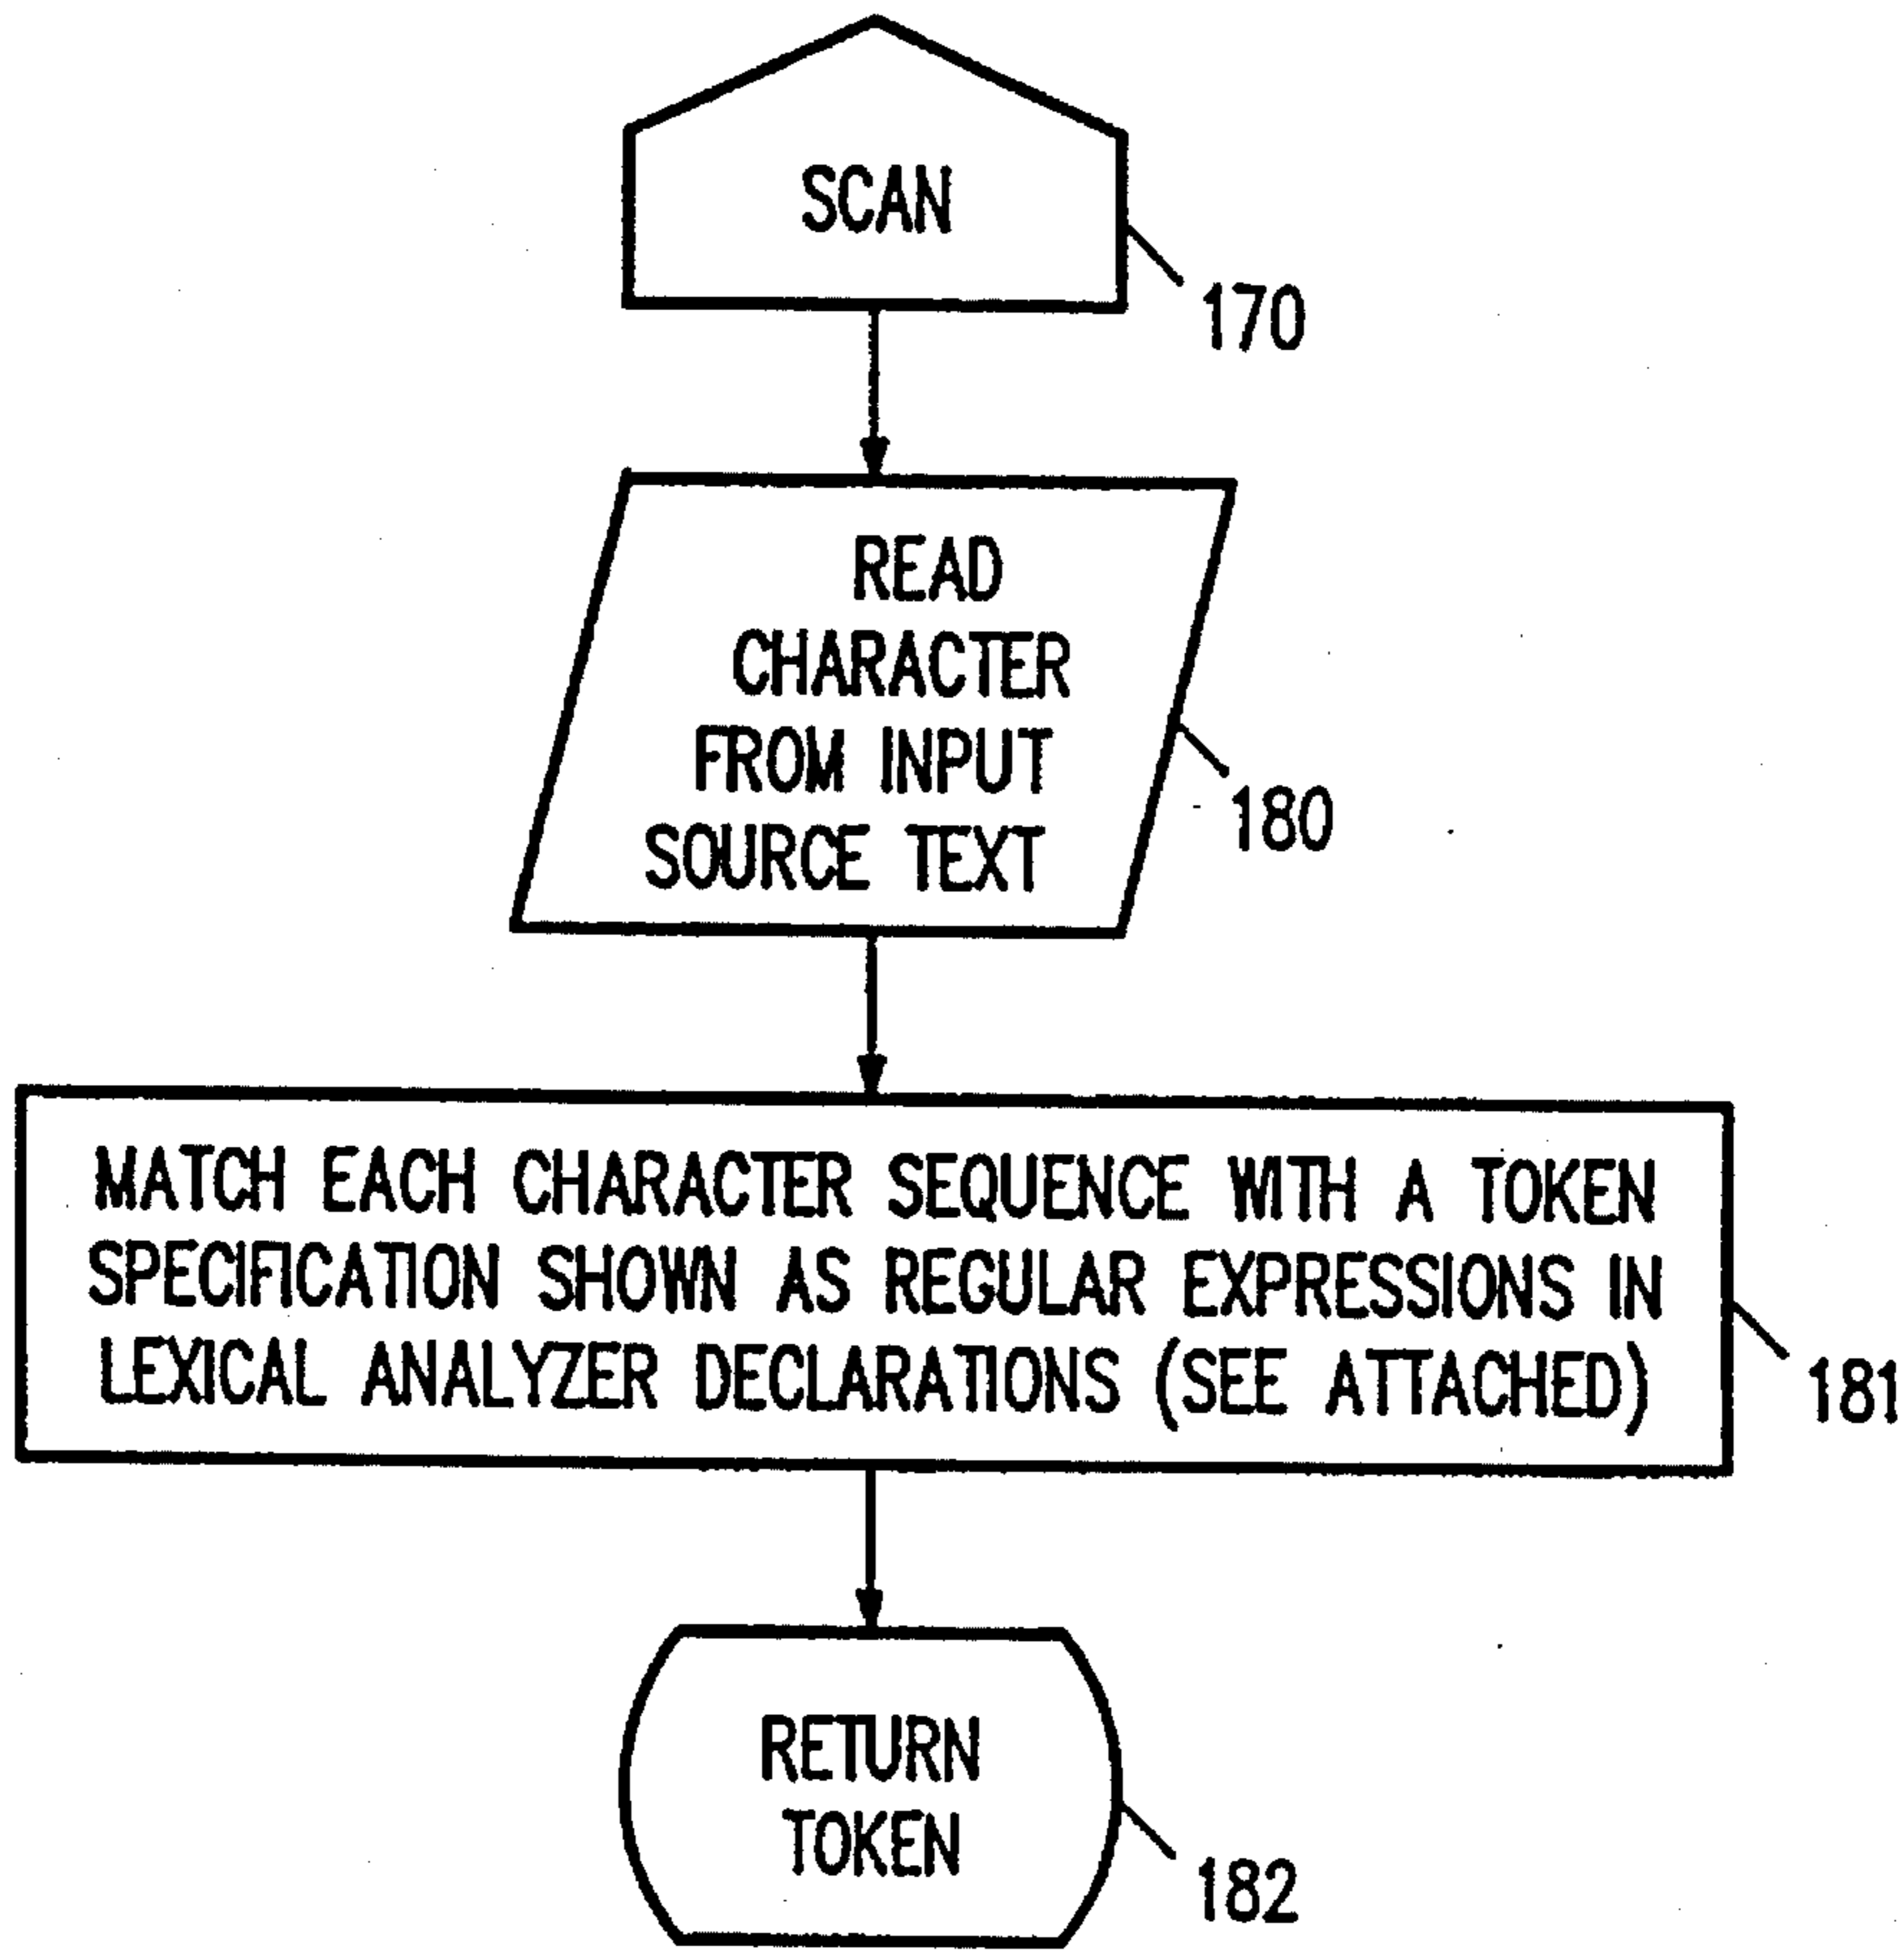 SCAN
170
READ
CHARACTER
FROM INPUT
SOURCE TEXT
180
MATCH EACH CHARACTER SEQUENCE WITH A TOKEN
SPECIFICATION SHOWN AS REGULAR EXPRESSIONS IN
LEXICAL ANALYZER DECLARATIONS (SEE ATTACHED)
181
RETURN
TOKEN
182